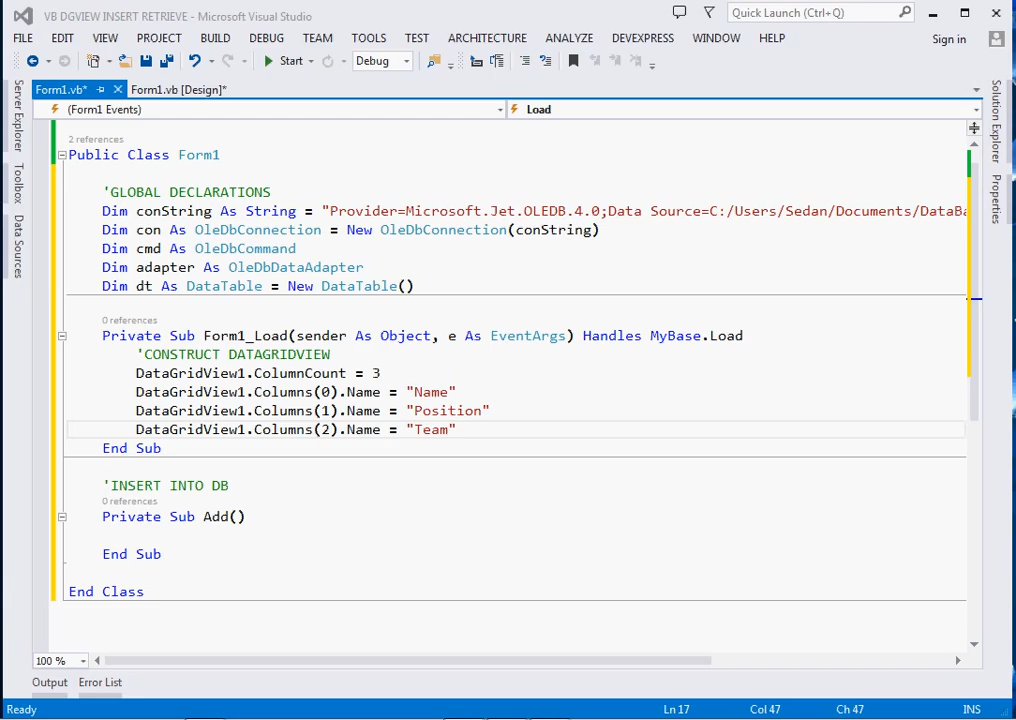 VB DGVIEW INSERT RETRIEVE - Microsoft Visual Studio
Quick Launch (Ctrl+Q)
FILE EDIT VIEW PROJECT BUILD DEBUG TEAM TOOLS TEST ARCHITECTURE ANALYZE DEVEXPRESS WINDOW HELP Sign in
Start Debug
Form1.vb* Form1.vb [Design]*
(Form1 Events) Load
Server Explorer
Toolbox
Data Sources
Solution Explorer
Properties
2 references
Public Class Form1
'GLOBAL DECLARATIONS
Dim conString As String = "Provider=Microsoft.Jet.OLEDB.4.0;Data Source=C:/Users/Sedan/Documents/DataBa
Dim con As OleDbConnection = New OleDbConnection(conString)
Dim cmd As OleDbCommand
Dim adapter As OleDbDataAdapter
Dim dt As DataTable = New DataTable()
0 references
Private Sub Form1_Load(sender As Object, e As EventArgs) Handles MyBase.Load
'CONSTRUCT DATAGRIDVIEW
DataGridView1.ColumnCount = 3
DataGridView1.Columns(0).Name = "Name"
DataGridView1.Columns(1).Name = "Position"
DataGridView1.Columns(2).Name = "Team"
End Sub
'INSERT INTO DB
0 references
Private Sub Add()
End Sub
End Class
100 %
Output Error List
Ready Ln 17 Col 47 Ch 47 INS